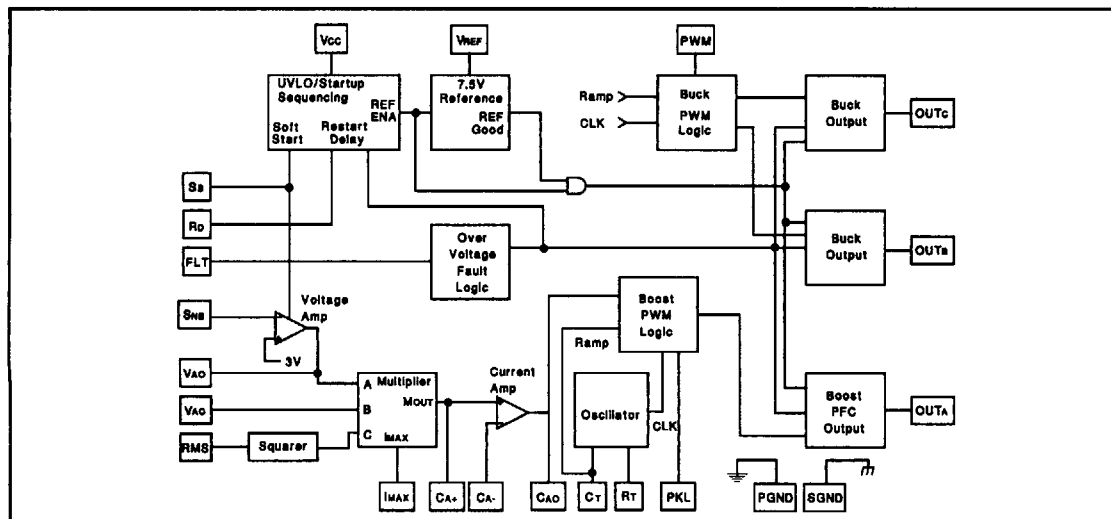 Vcc
VREF
PWM
UVLO/Startup
Sequencing
REF
ENA
Soft
Start
Restart
Delay
7.5V
Reference
REF
Good
Ramp
CLK
Buck
PWM
Logic
Buck
Output
OUTC
SS
RD
FLT
Over
Voltage
Fault
Logic
Buck
Output
OUTB
SNS
Voltage
Amp
3V
Boost
PWM
Logic
Ramp
VAO
VAC
RMS
Squarer
A
B
C
Multiplier
MOUT
IMAX
Current
Amp
Oscillator
CLK
Boost
PFC
Output
OUTA
IMAX
CA+
CA-
CAO
CT
RT
PKL
PGND
SGND